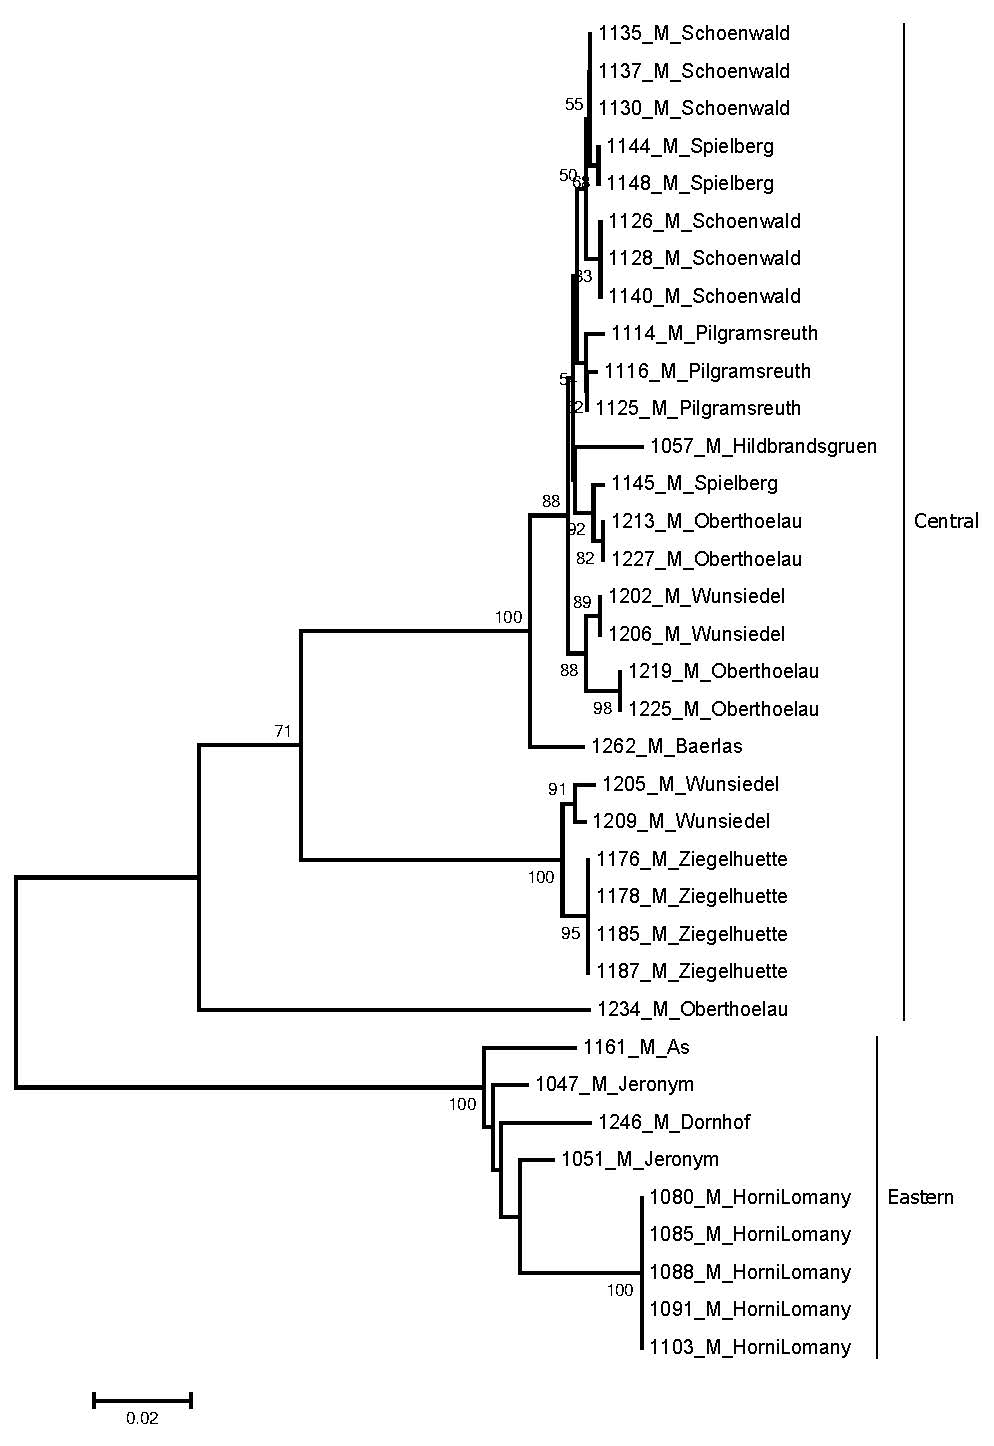 1135_M_Schoenwald
1137_M_Schoenwald
55
1130_M_Schoenwald
1144_M_Spielberg
50
68
1148_M_Spielberg
1126_M_Schoenwald
1128_M_Schoenwald
1140_M_Schoenwald
1114_M_Pilgramsreuth
1116_M_Pilgramsreuth
1125_M_Pilgramsreuth
1057_M_Hildbrandsgruen
1145_M_Spielberg
88
1213_M_Oberthoelau
Central
92
82
1227_M_Oberthoelau
89
1202_M_Wunsiedel
100
1206_M_Wunsiedel
88
1219_M_Oberthoelau
98
1225_M_Oberthoelau
71
1262_M_Baerlas
91
1205_M_Wunsiedel
1209_M_Wunsiedel
1176_M_Ziegelhuette
100
1178_M_Ziegelhuette
95
1185_M_Ziegelhuette
1187_M_Ziegelhuette
1234_M_Oberthoelau
1161_M_As
1047_M_Jeronym
100
1246_M_Dornhof
1051_M_Jeronym
1080_M_HorniLomany
Eastern
1085_M_HorniLomany
1088_M_HorniLomany
100
1091_M_HorniLomany
1103_M_HorniLomany
0.02